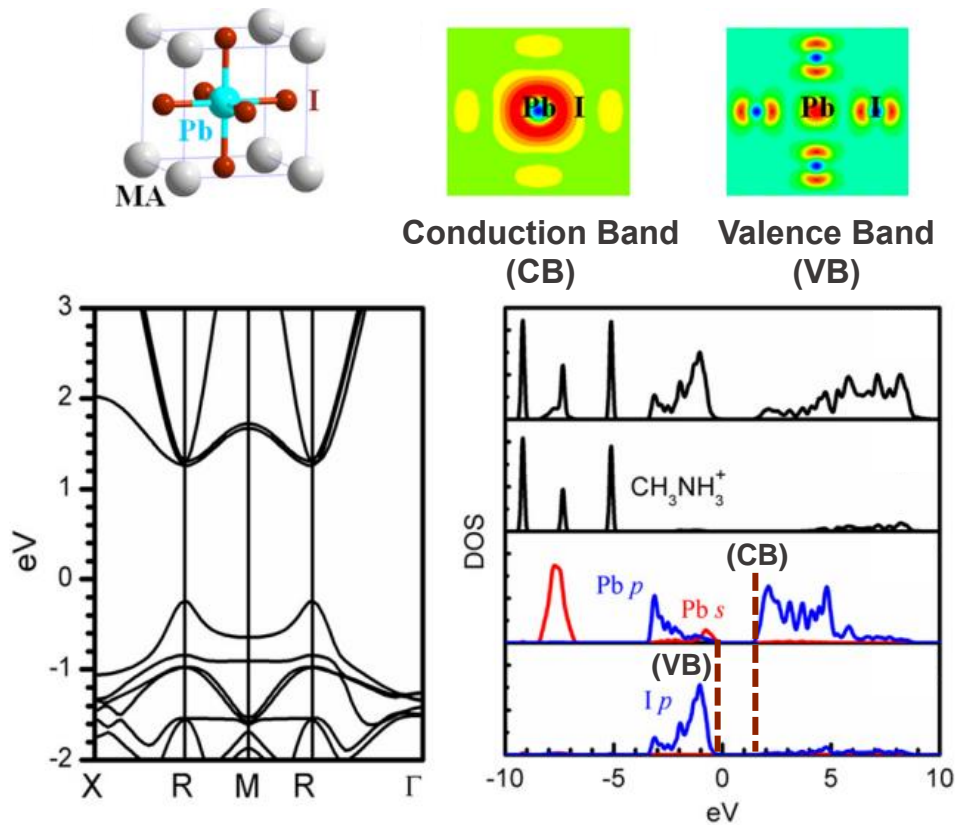 I
Pb
MA
Pb I
Pb I
Conduction Band
(CB)
Valence Band
(VB)
3
2
1
0
-1
-2
eV
X R M R Γ
DOS
CH₃NH₃⁺
(CB)
Pb p
Pb s
(VB)
I p
-10 -5 0 5 10
eV